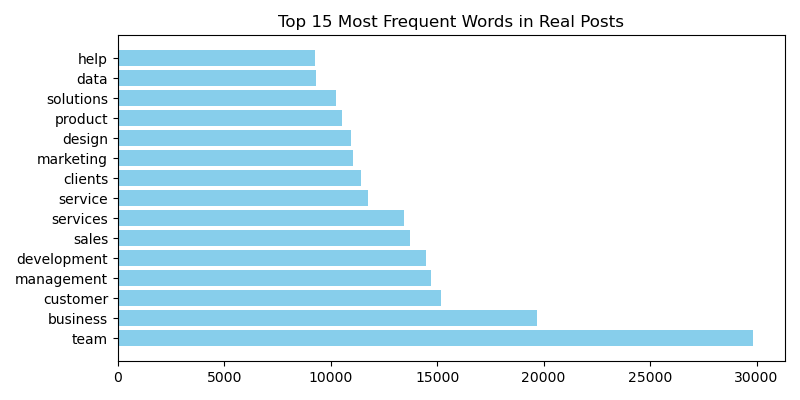 Top 15 Most Frequent Words in Real Posts
help
data
solutions
product
design
marketing
clients
service
services
sales
development
management
customer
business
team
0 5000 10000 15000 20000 25000 30000